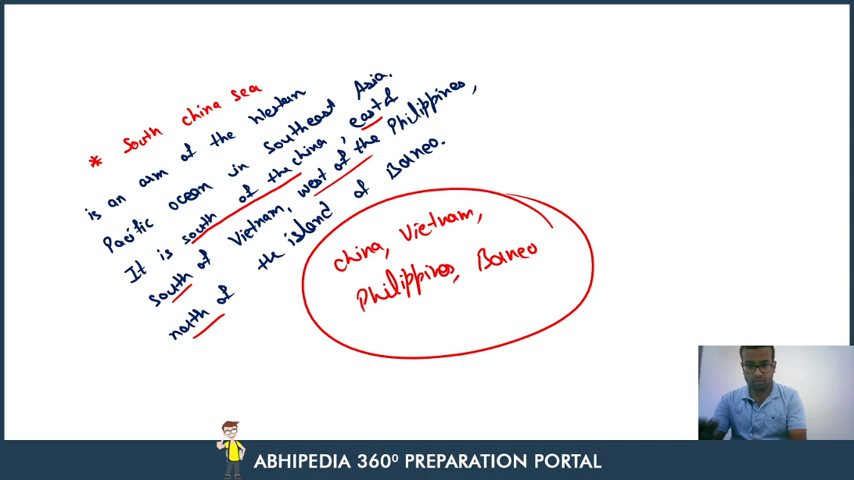 * South china sea
is an arm of the Western
Pacific ocean in Southeast Asia.
It is south of the china, east &
south of Vietnam, west of the Philippines,
north of the island of Borneo.
china, Vietnam,
Philippines, Borneo
ABHIPEDIA 360° PREPARATION PORTAL